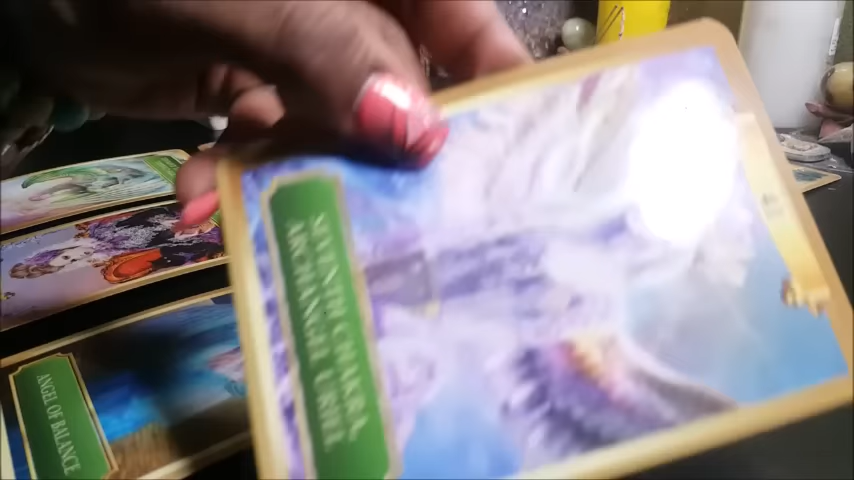 SEVENTH CHAKRA,
ARCHANGEL URIEL
ANGEL OF BALANCE